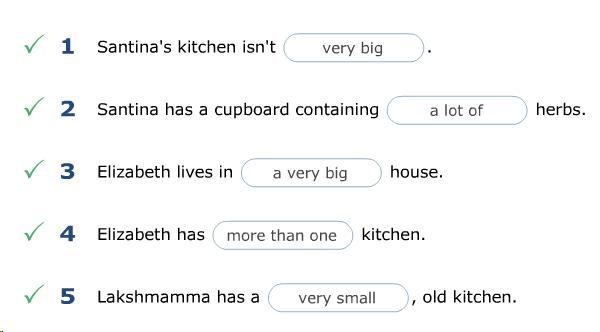 1 Santina's kitchen isn't very big.
2 Santina has a cupboard containing a lot of herbs.
3 Elizabeth lives in a very big house.
4 Elizabeth has more than one kitchen.
5 Lakshmamma has a very small, old kitchen.